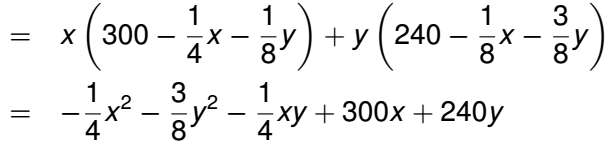 = x(300 − 1/4x − 1/8y) + y(240 − 1/8x − 3/8y)
= −1/4x² − 3/8y² − 1/4xy + 300x + 240y